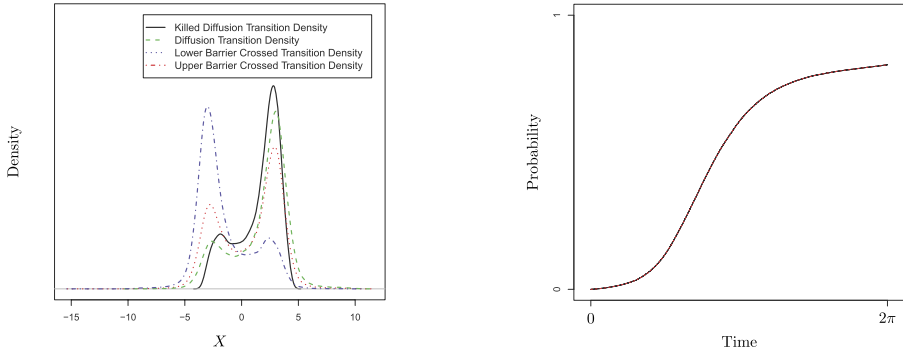 Killed Diffusion Transition Density
Diffusion Transition Density
Lower Barrier Crossed Transition Density
Upper Barrier Crossed Transition Density
Density
−15
−10
−5
0
5
10
X
1
0
Probability
0
2π
Time